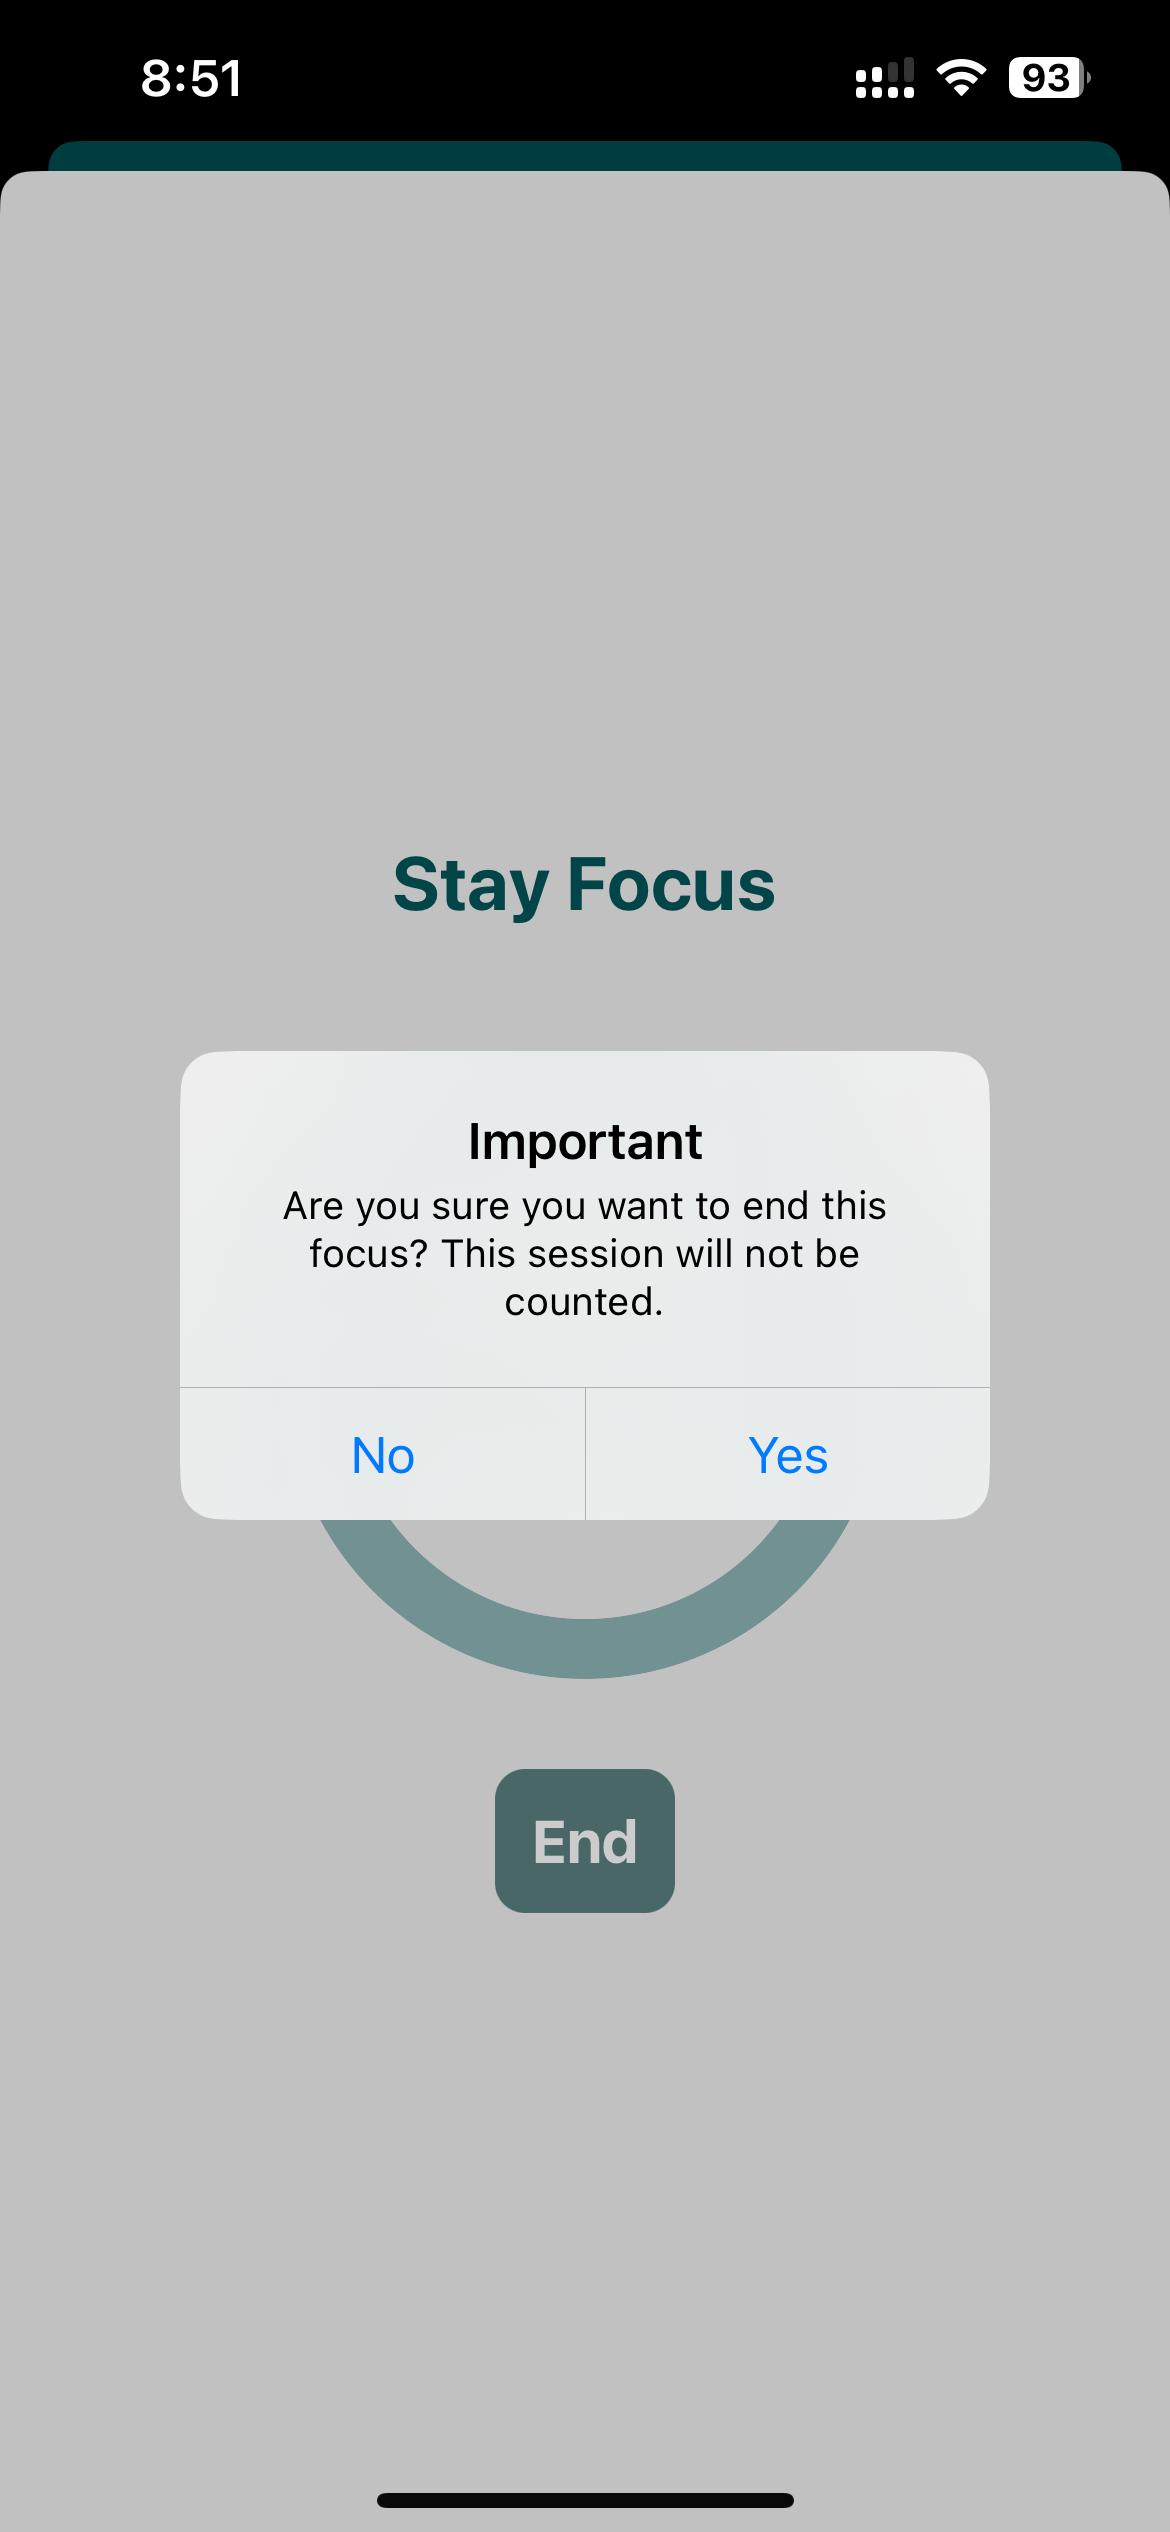 8:51
93
Stay Focus
Important
Are you sure you want to end this
focus? This session will not be
counted.
No
Yes
End